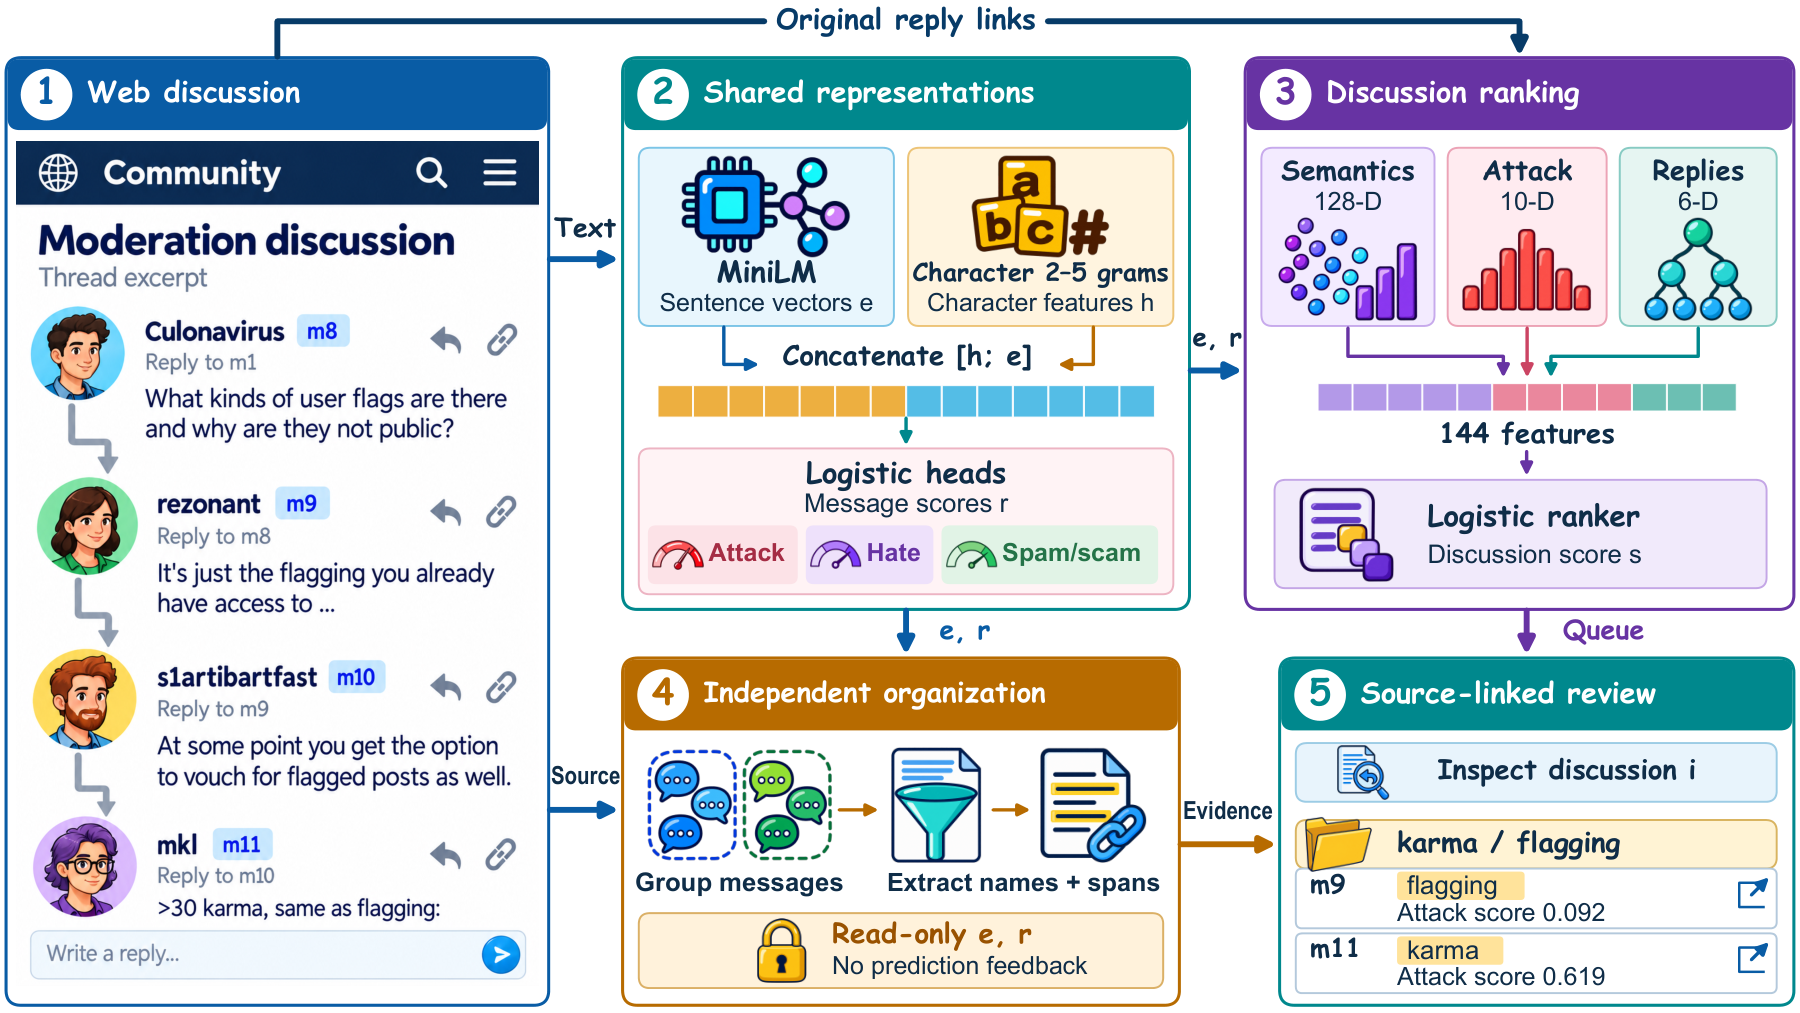 Original reply links
1 Web discussion
Community
Moderation discussion
Thread excerpt
Culonavirus m8
Reply to m1
What kinds of user flags are there
and why are they not public?
rezonant m9
Reply to m8
It's just the flagging you already
have access to ...
s1artibartfast m10
Reply to m9
At some point you get the option
to vouch for flagged posts as well.
mkl m11
Reply to m10
>30 karma, same as flagging:
Write a reply...
Text
Source
2 Shared representations
MiniLM
Sentence vectors e
a
b c #
Character 2–5 grams
Character features h
Concatenate [h; e]
Logistic heads
Message scores r
Attack
Hate
Spam/scam
e, r
e, r
3 Discussion ranking
Semantics
128-D
Attack
10-D
Replies
6-D
144 features
Logistic ranker
Discussion score s
Queue
4 Independent organization
Group messages
Extract names + spans
Read-only e, r
No prediction feedback
Evidence
5 Source-linked review
Inspect discussion i
karma / flagging
m9 flagging
Attack score 0.092
m11 karma
Attack score 0.619